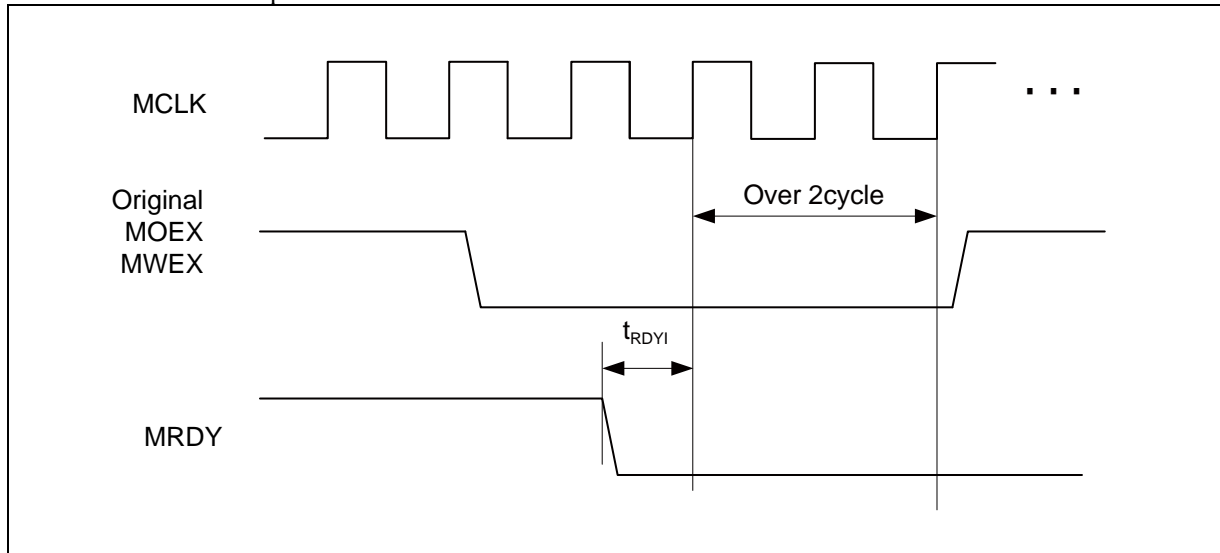 MCLK
. . .
Original
MOEX
MWEX
Over 2cycle
tRDYI
MRDY